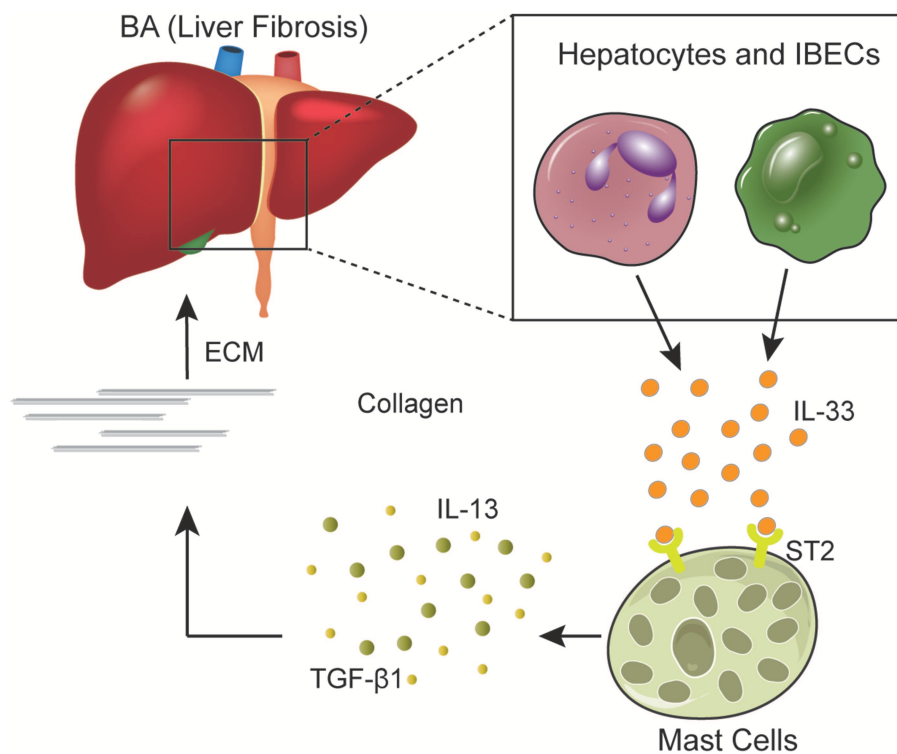 BA (Liver Fibrosis)
Hepatocytes and IBECs
ECM
Collagen
IL-33
IL-13
ST2
TGF-β1
Mast Cells